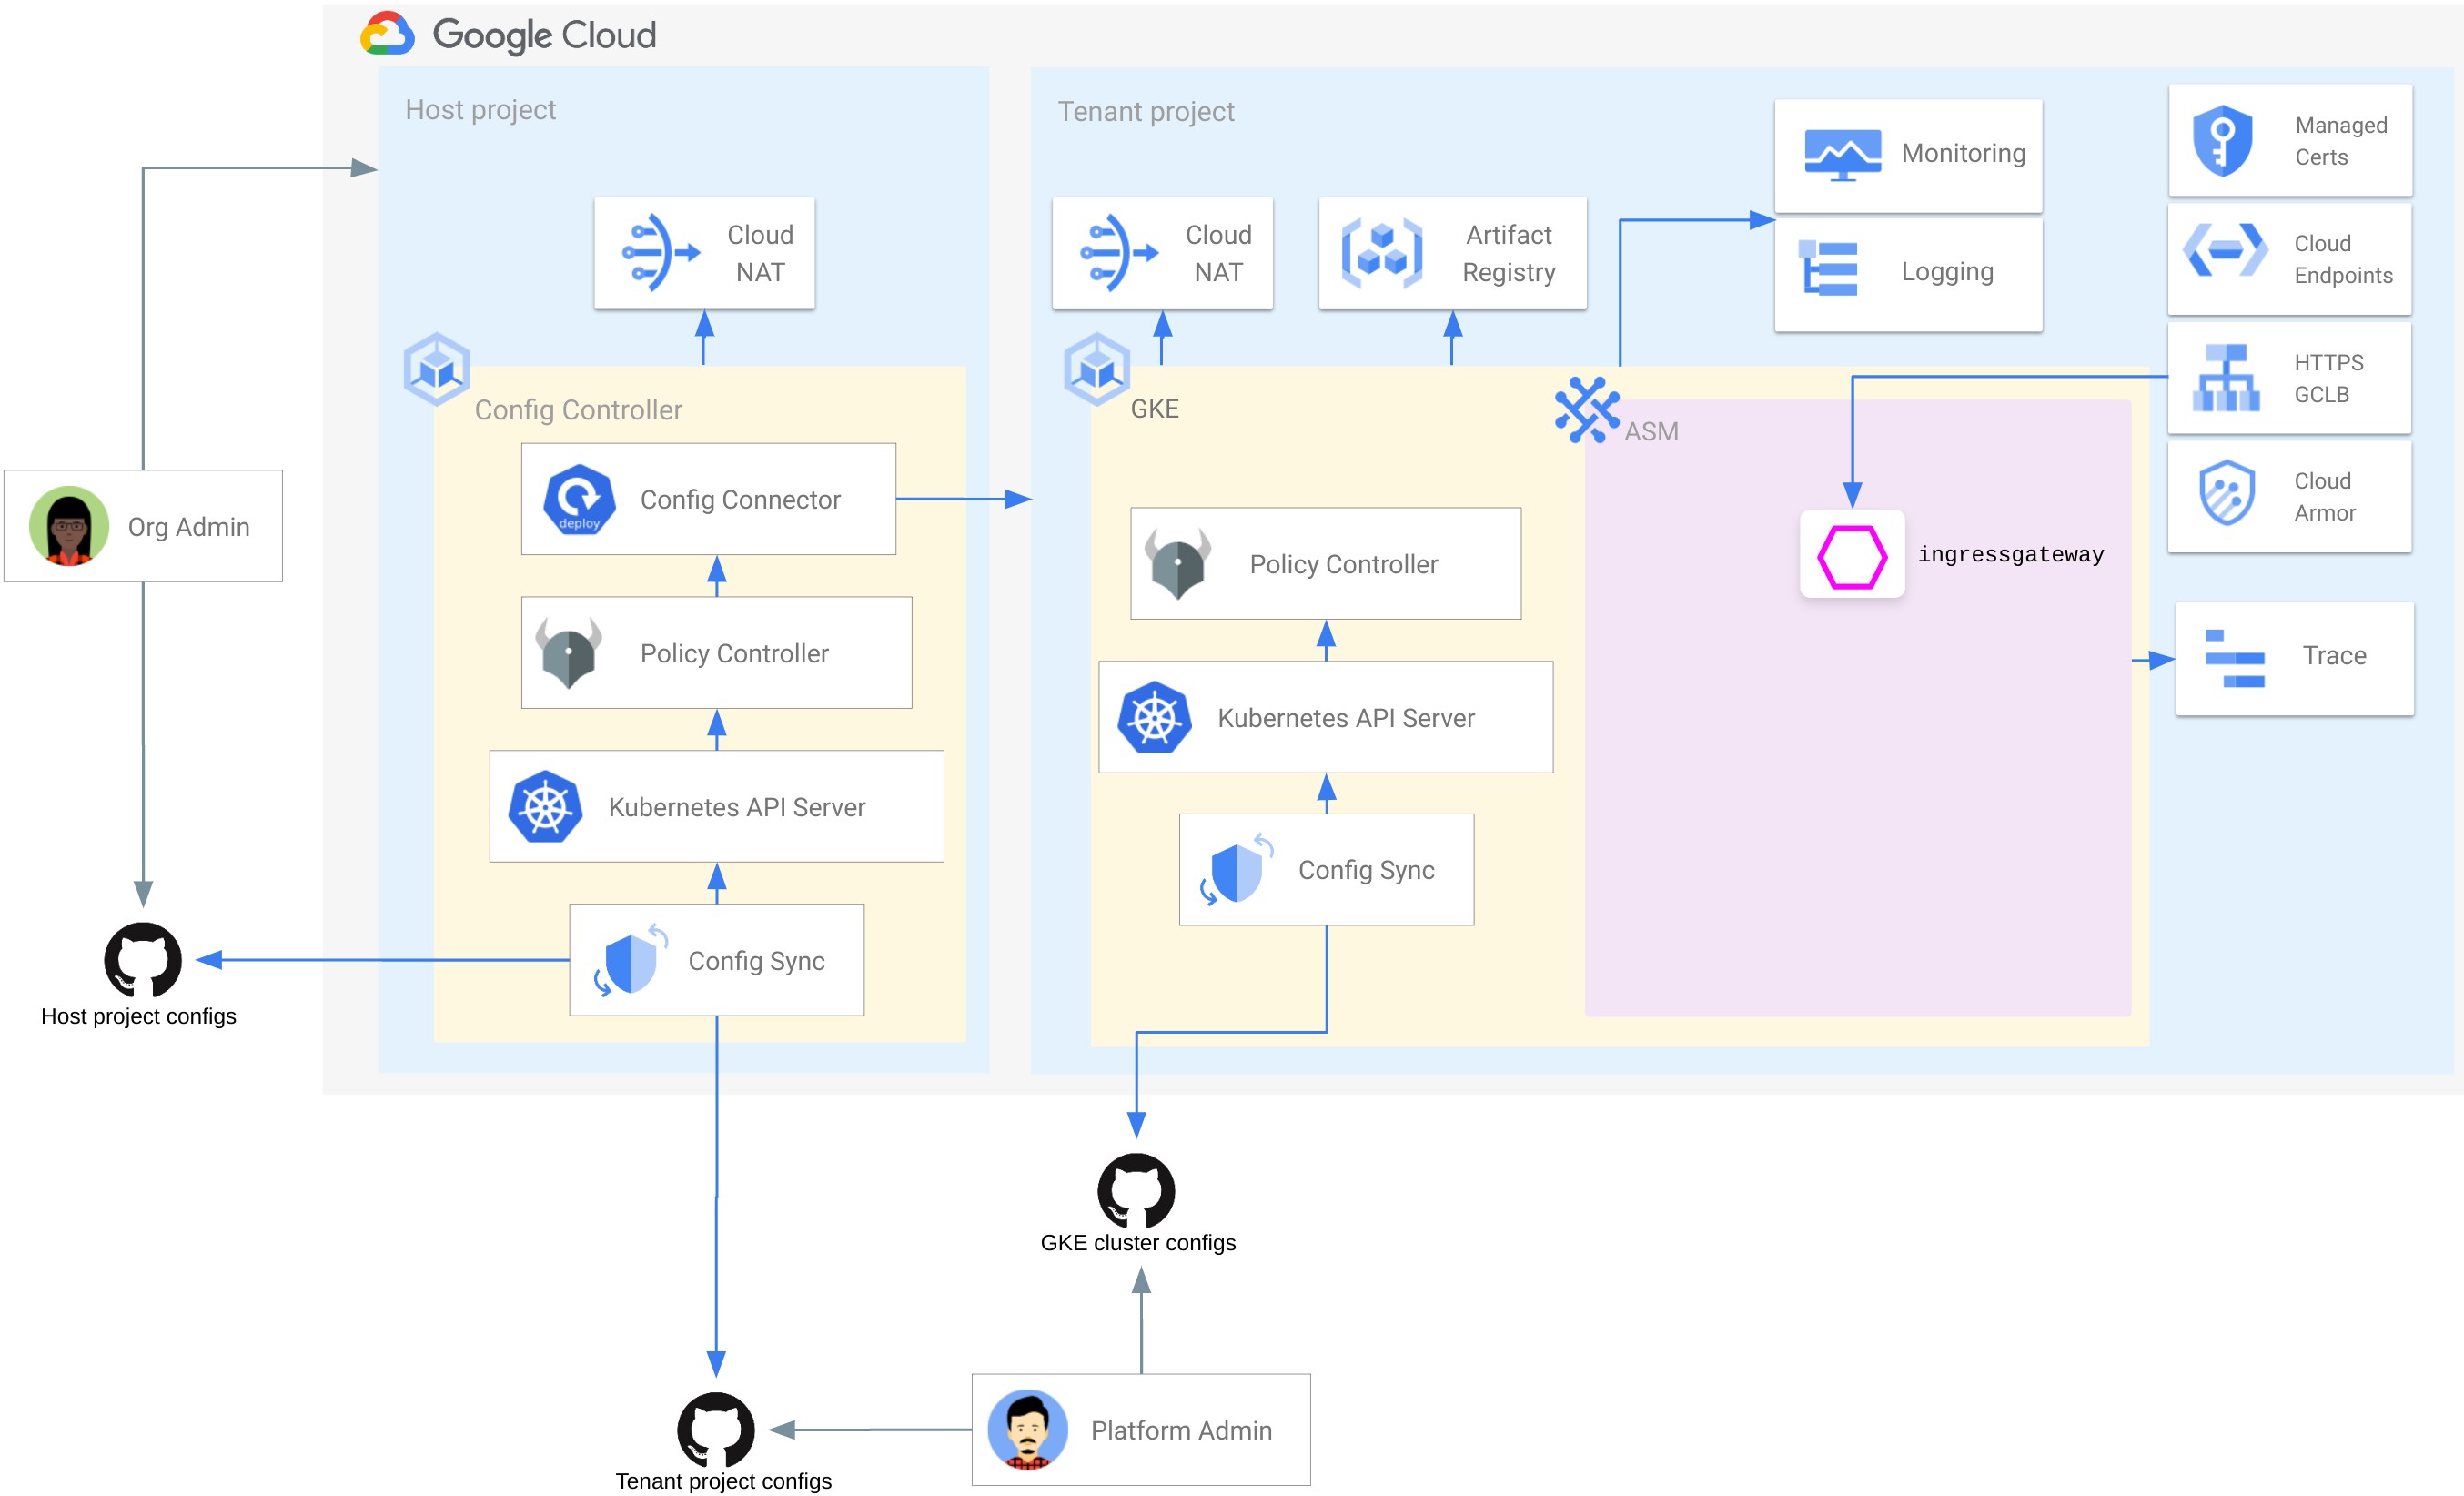 Google Cloud
Host project
Cloud
NAT
Config Controller
deploy
Config Connector
Policy Controller
Kubernetes API Server
Config Sync
Org Admin
Host project configs
Tenant project
Cloud
NAT
Artifact
Registry
Monitoring
Logging
Managed
Certs
Cloud
Endpoints
HTTPS
GCLB
Cloud
Armor
Trace
GKE
Policy Controller
Kubernetes API Server
Config Sync
ASM
ingressgateway
GKE cluster configs
Platform Admin
Tenant project configs